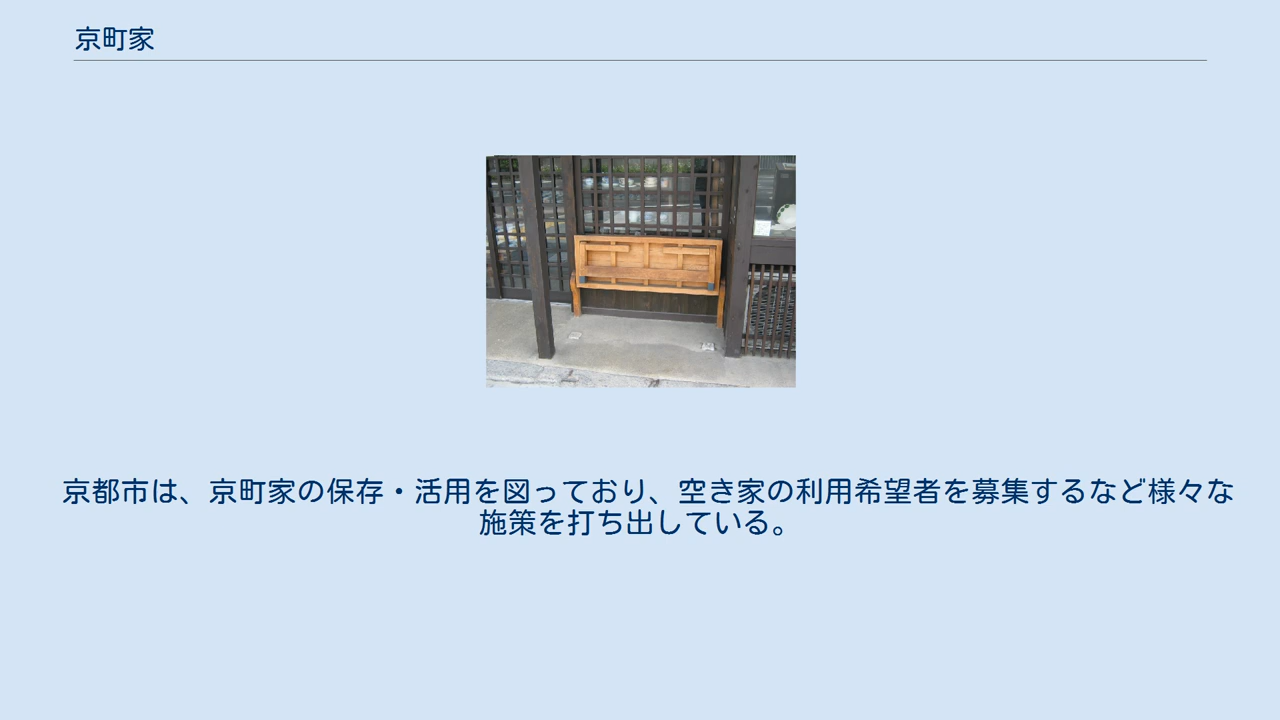 京町家
京都市は、京町家の保存・活用を図っており、空き家の利用希望者を募集するなど様々な
施策を打ち出している。